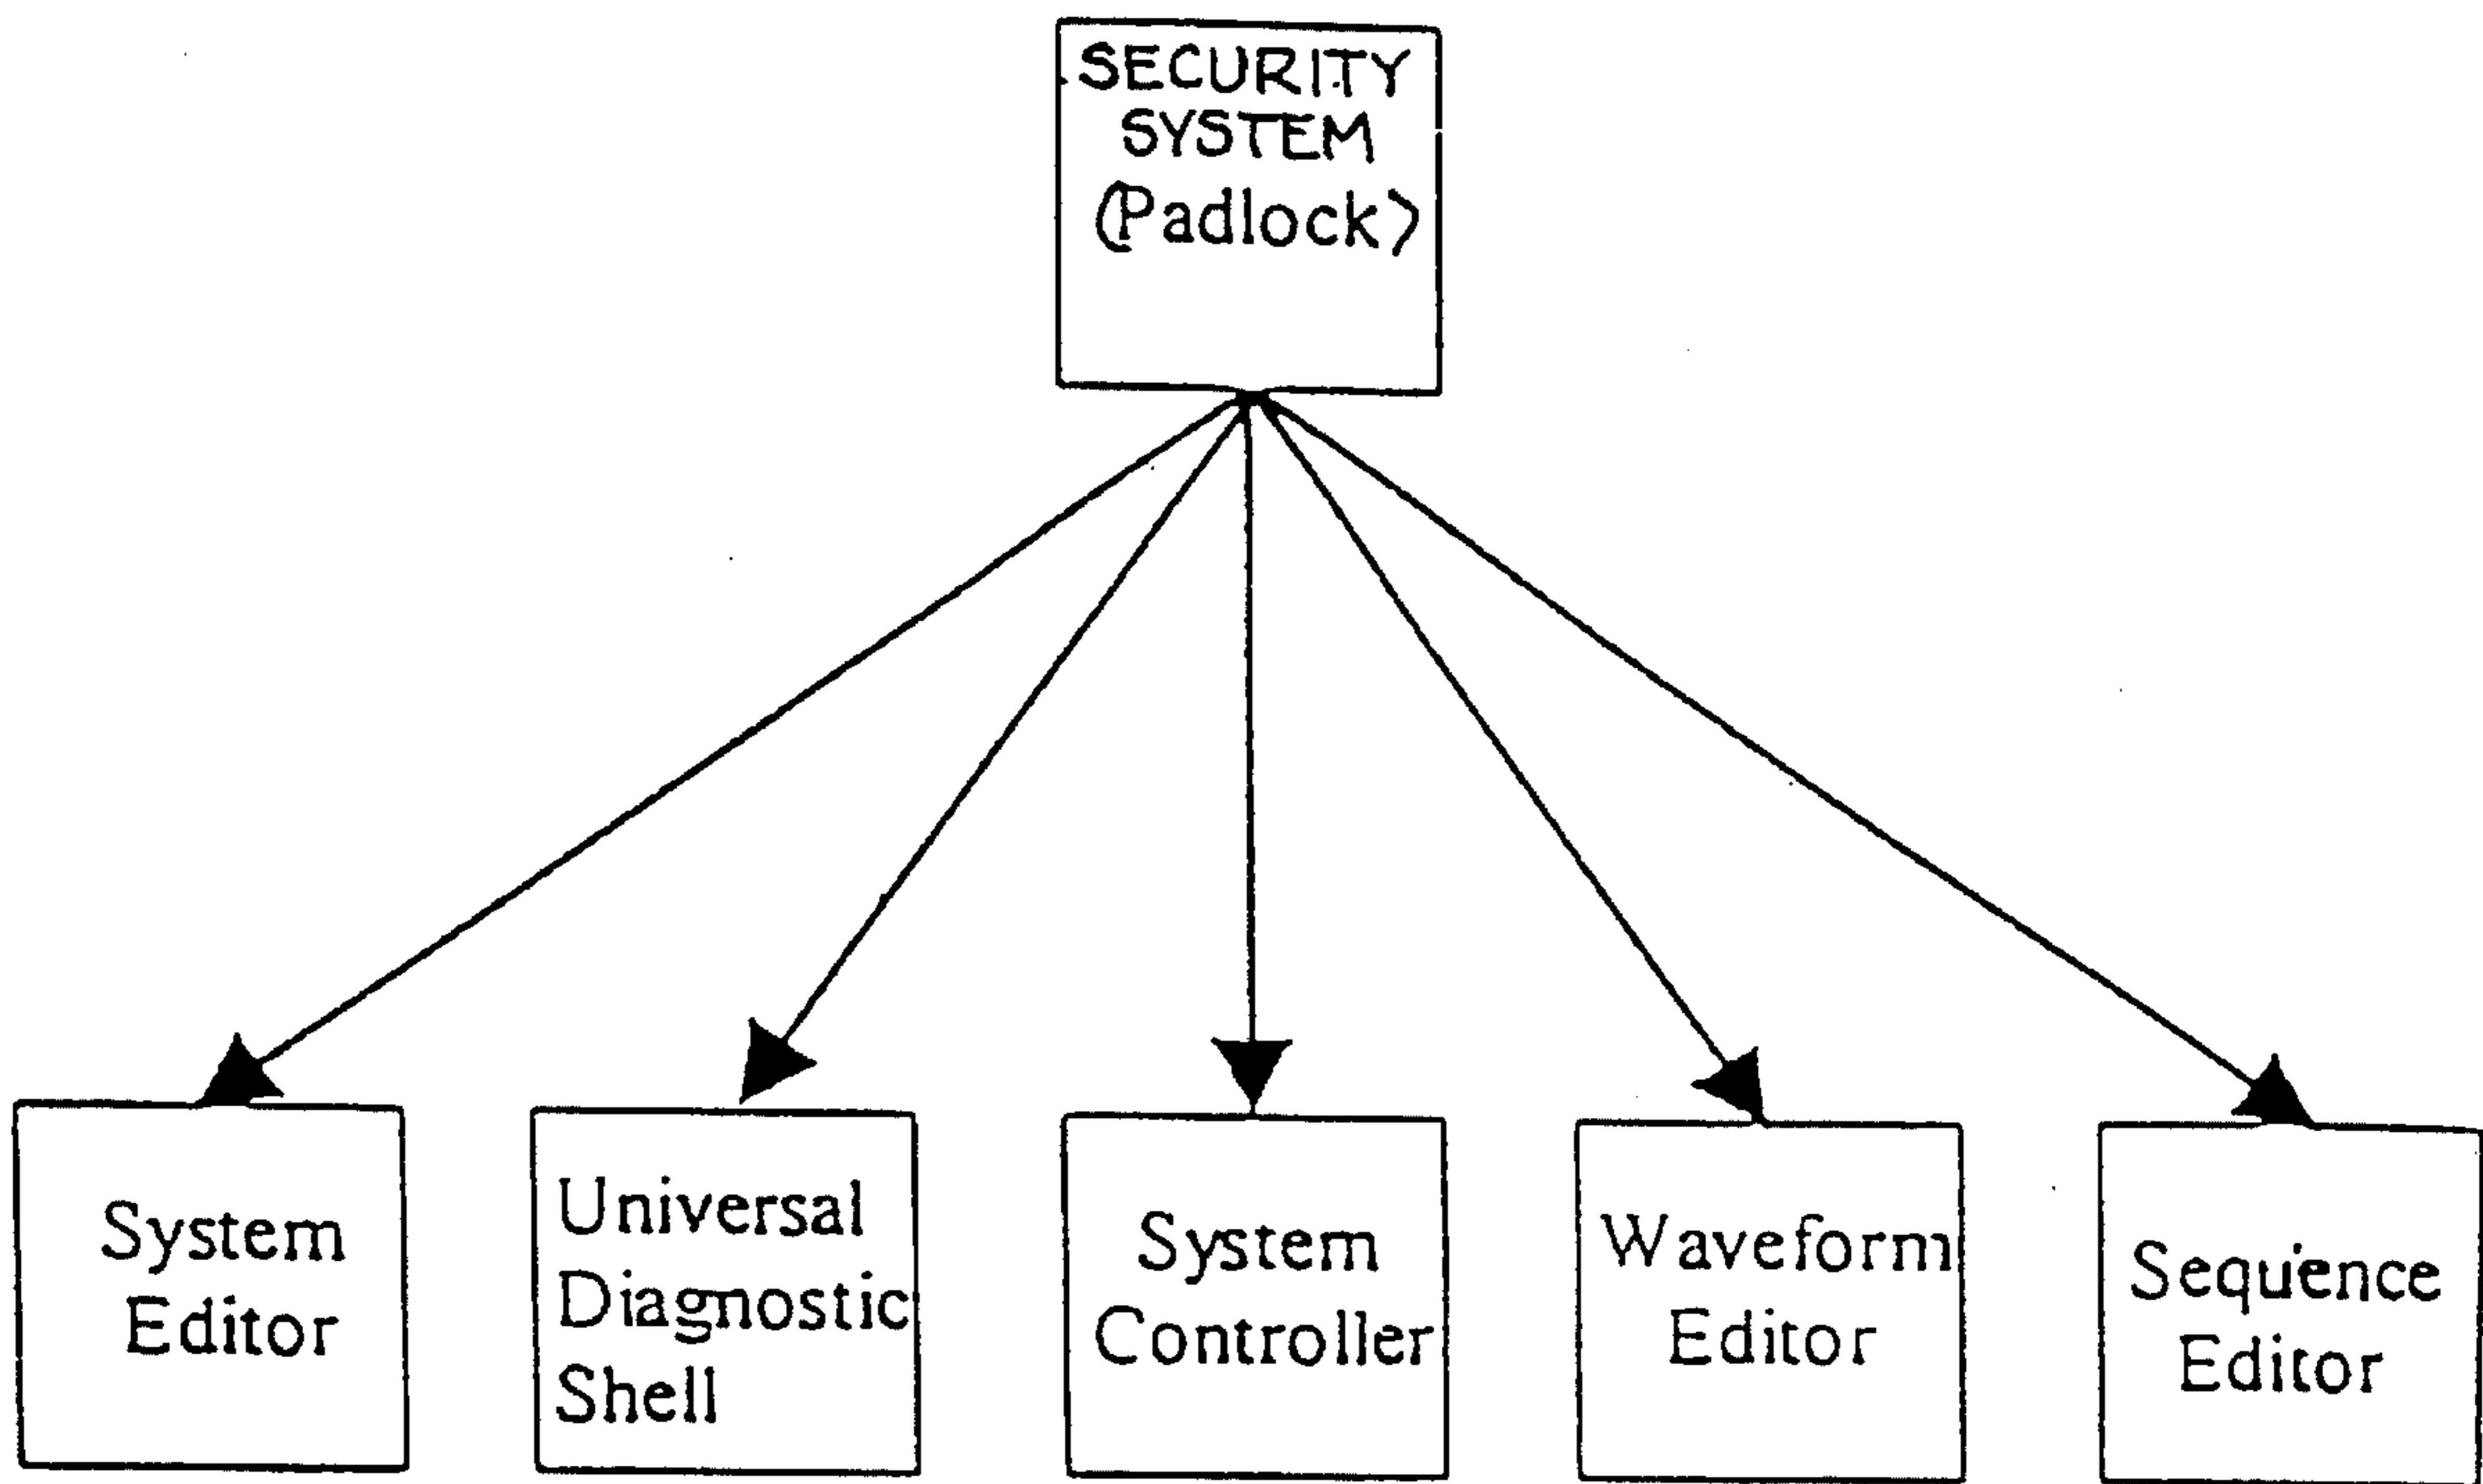 SECURITY
SYSTEM
(Padlock)
System
Editor
Universal
Diagnostic
Shell
System
Controller
Waveform
Editor
Sequence
Editor